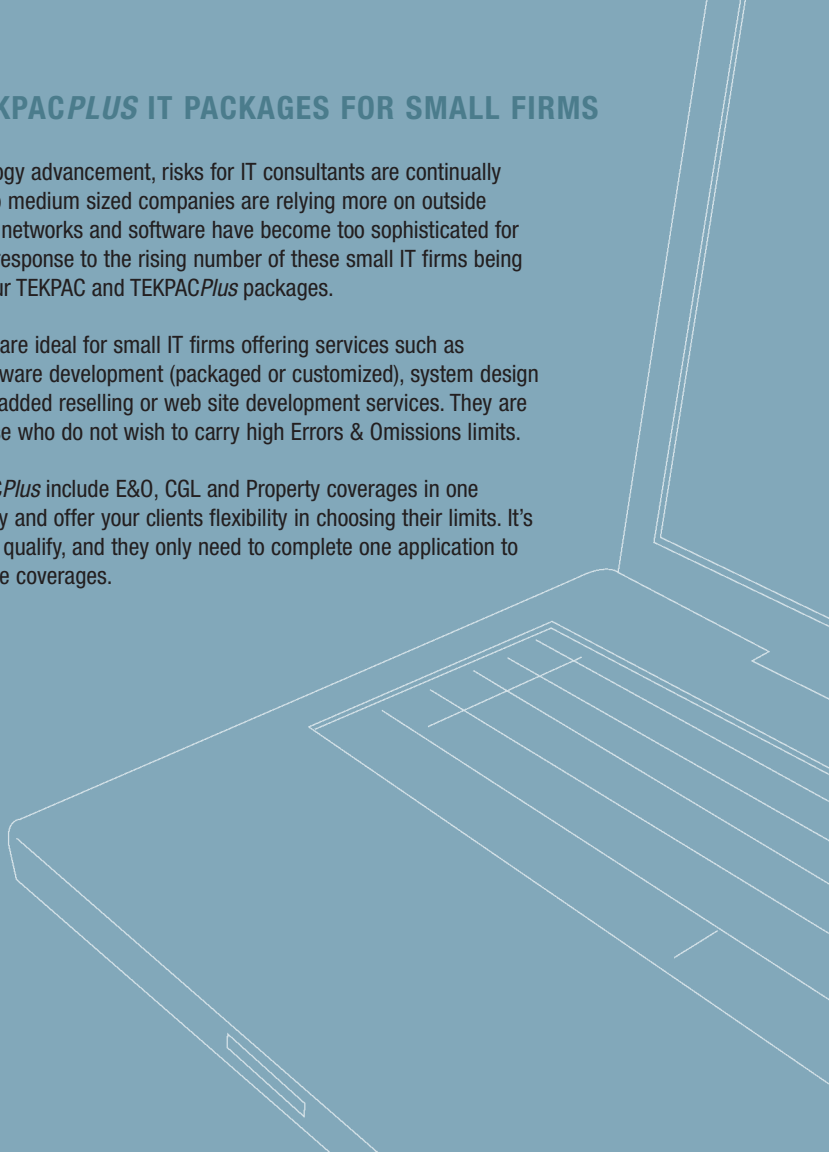 KPACPLUS IT PACKAGES FOR SMALL FIRMS
ogy advancement, risks for IT consultants are continually
o medium sized companies are relying more on outside
networks and software have become too sophisticated for
response to the rising number of these small IT firms being
ur TEKPAC and TEKPACPlus packages.
are ideal for small IT firms offering services such as
ware development (packaged or customized), system design
added reselling or web site development services. They are
e who do not wish to carry high Errors & Omissions limits.
CPlus include E&O, CGL and Property coverages in one
y and offer your clients flexibility in choosing their limits. It’s
qualify, and they only need to complete one application to
e coverages.